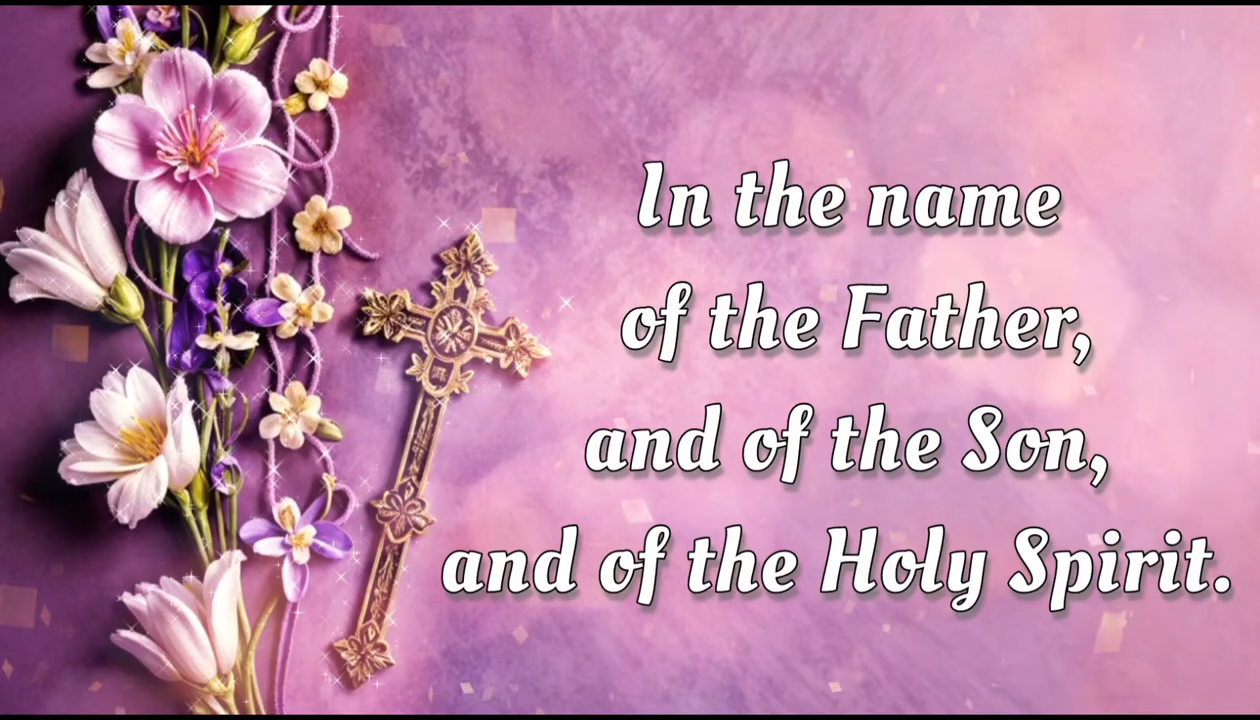 In the name
of the Father,
and of the Son,
and of the Holy Spirit.